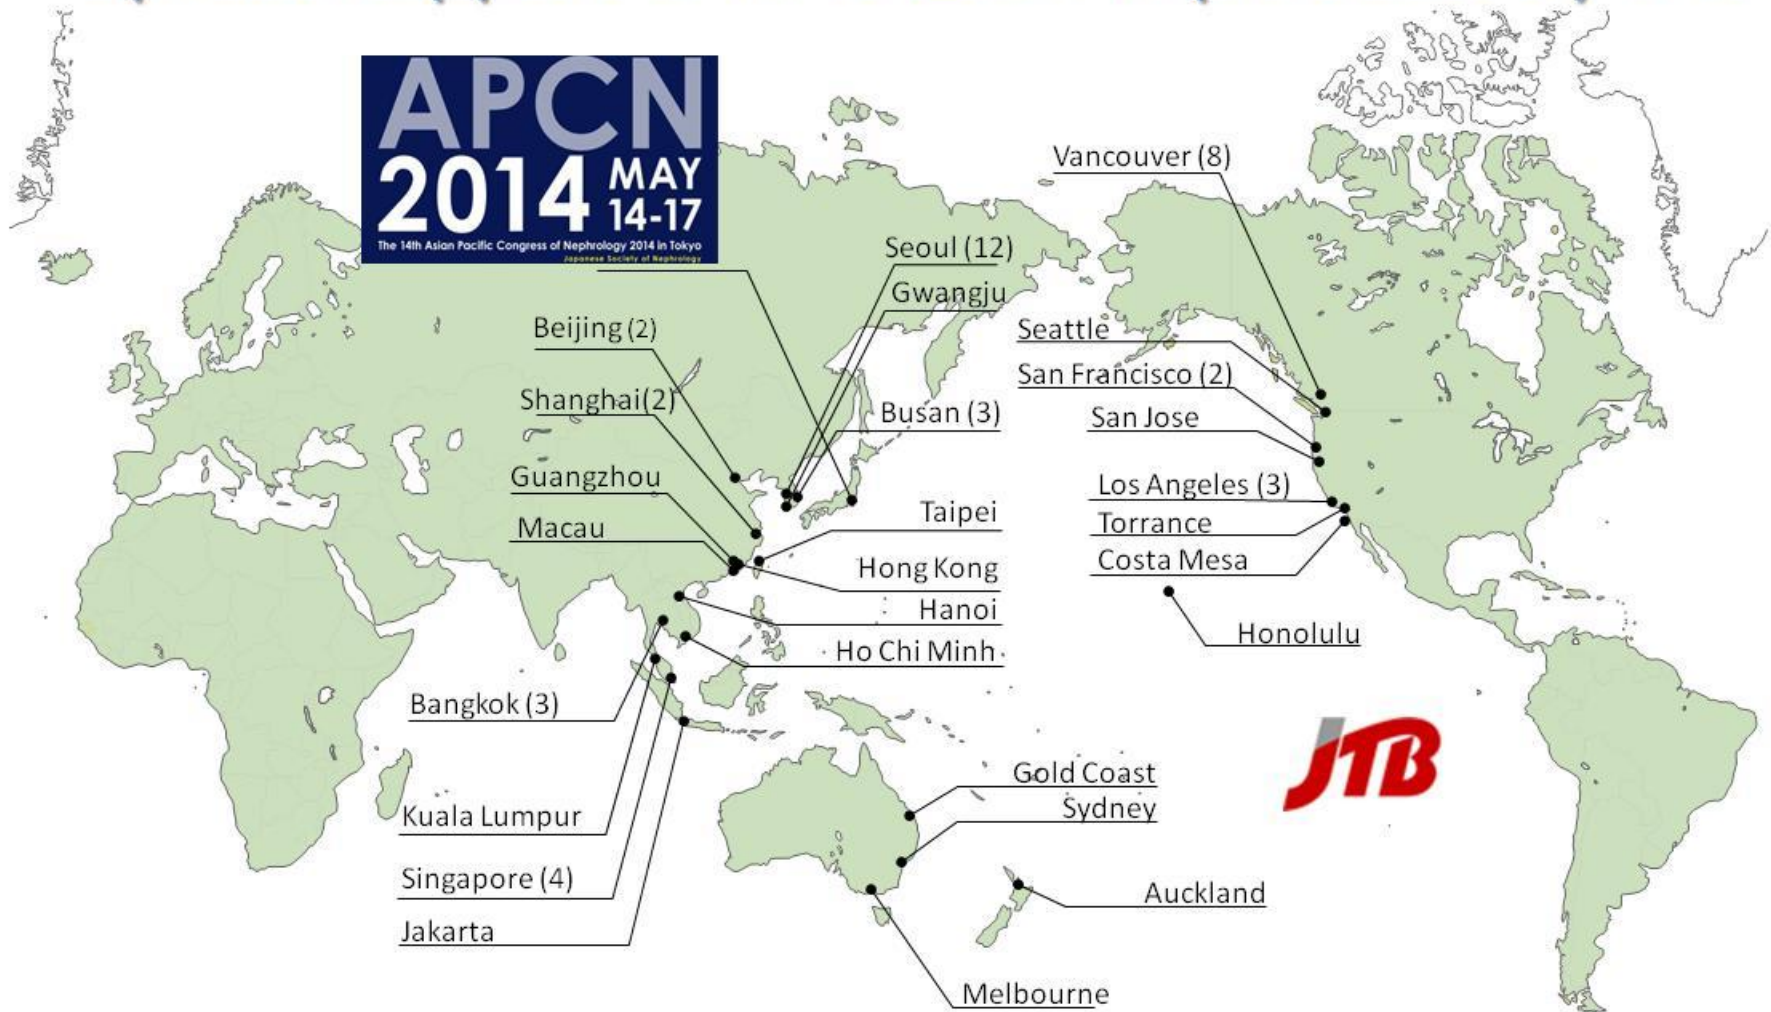 APCN
2014 MAY
14-17
The 14th Asian Pacific Congress of Nephrology 2014 in Tokyo
Japanese Society of Nephrology
Vancouver (8)
Seoul (12)
Gwangju
Beijing (2)
Seattle
San Francisco (2)
Shanghai(2)
Busan (3)
San Jose
Guangzhou
Los Angeles (3)
Taipei
Macau
Torrance
Costa Mesa
Hong Kong
Hanoi
Honolulu
Ho Chi Minh
Bangkok (3)
JTB
Gold Coast
Sydney
Kuala Lumpur
Singapore (4)
Auckland
Jakarta
Melbourne